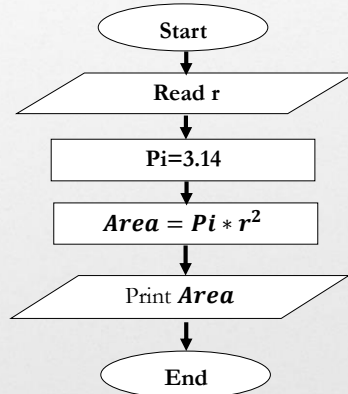 Start
Read r
Pi=3.14
Area = Pi * r²
Print Area
End